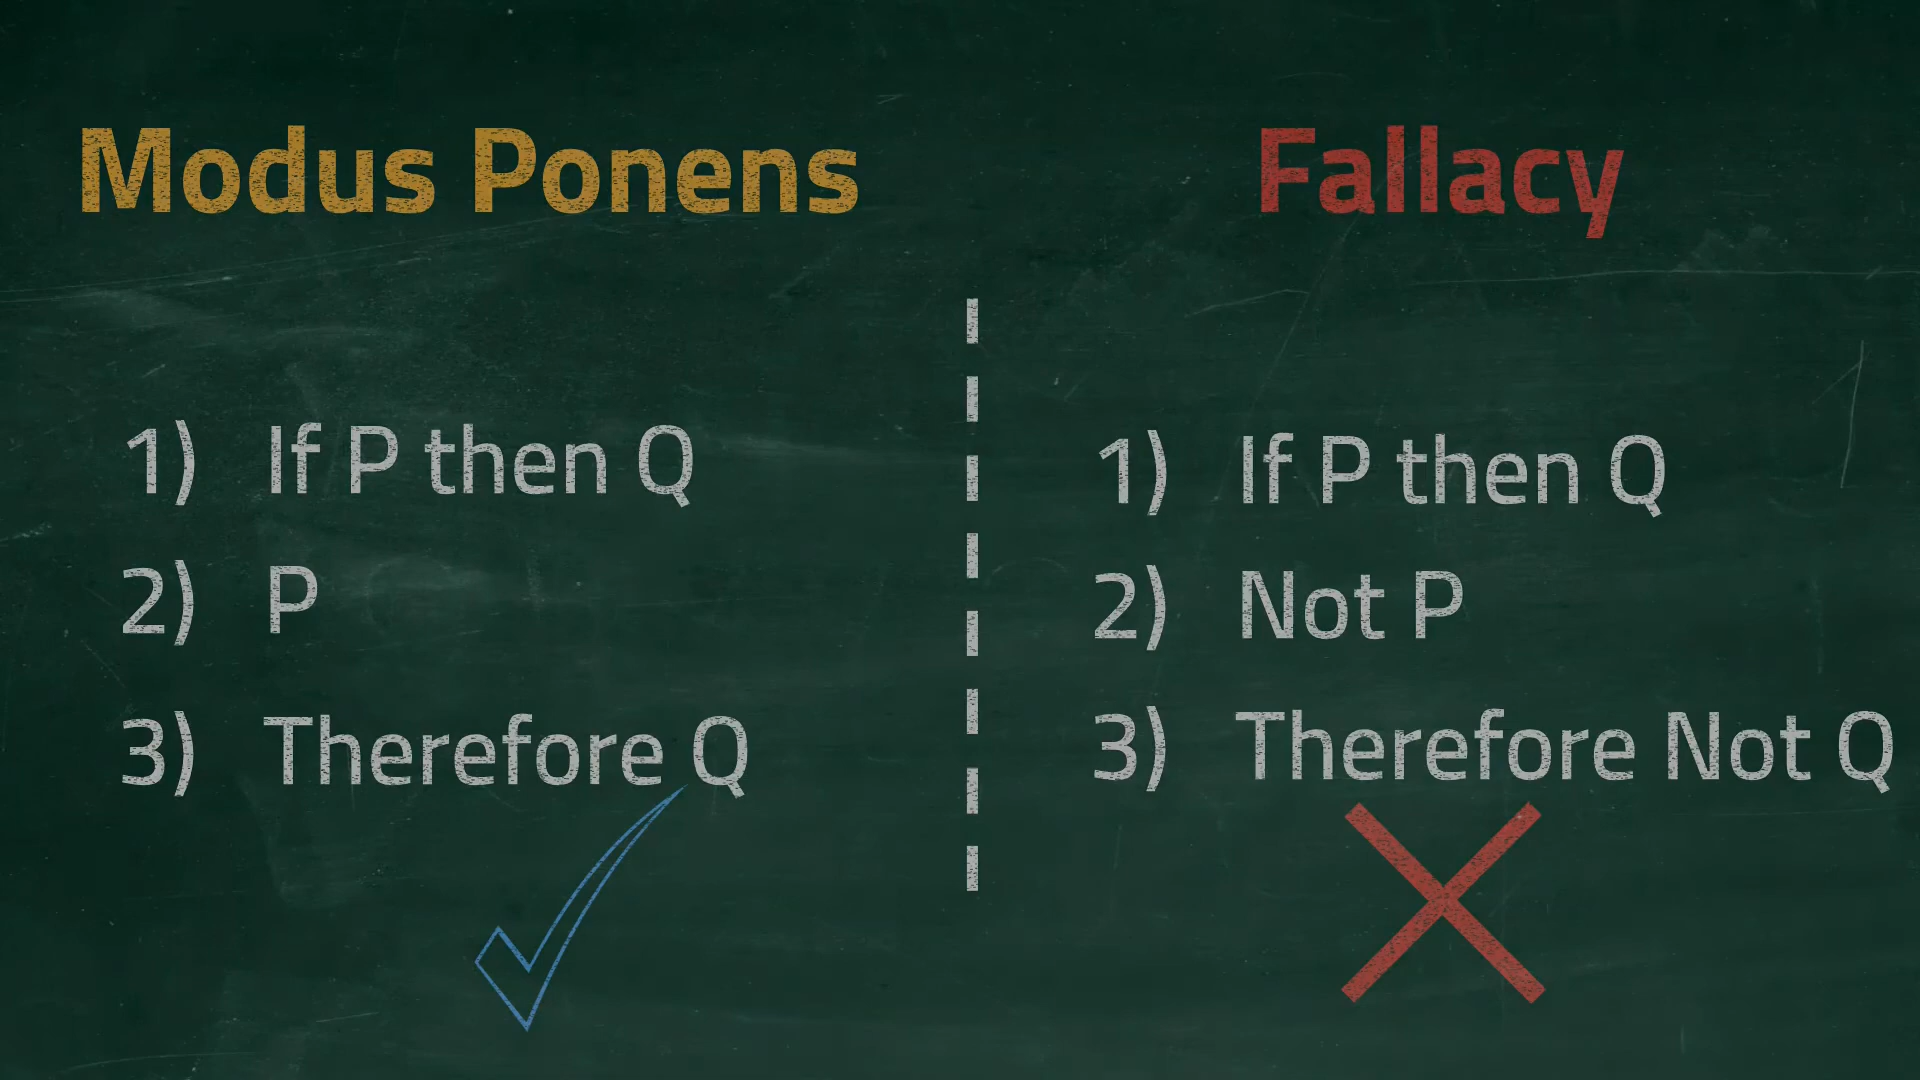 Modus Ponens
1) If P then Q
2) P
3) Therefore Q
Fallacy
1) If P then Q
2) Not P
3) Therefore Not Q